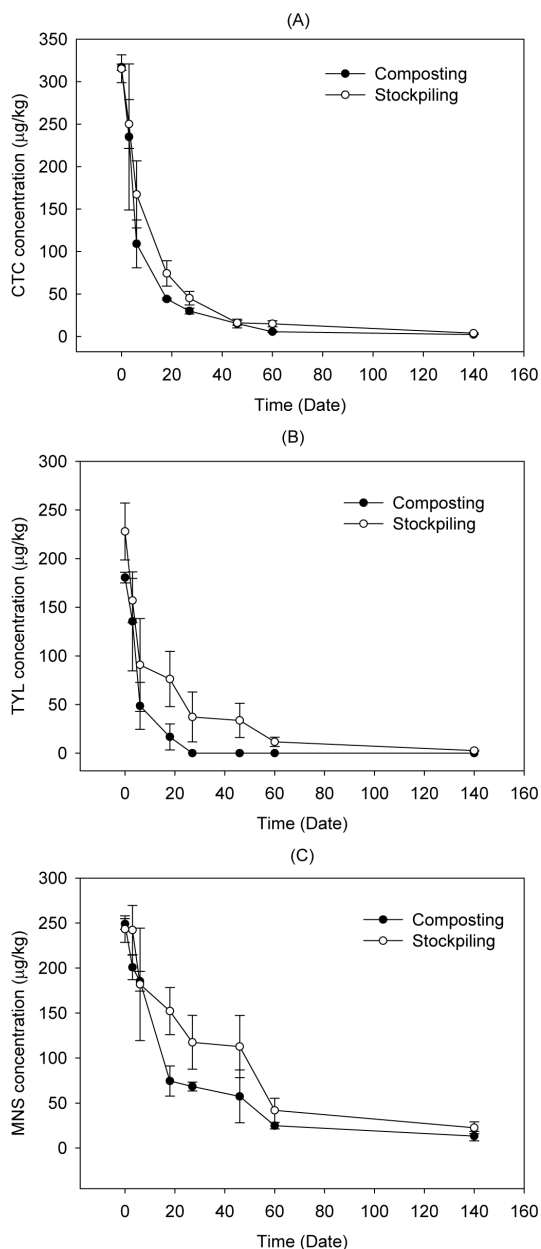 (A)
350
300
250
200
150
100
50
0
CTC concentration (μg/kg)
Composting
Stockpiling
0 20 40 60 80 100 120 140 160
Time (Date)
(B)
300
250
200
150
100
50
0
TYL concentration (μg/kg)
Composting
Stockpiling
0 20 40 60 80 100 120 140 160
Time (Date)
(C)
300
250
200
150
100
50
0
MNS concentration (μg/kg)
Composting
Stockpiling
0 20 40 60 80 100 120 140 160
Time (Date)